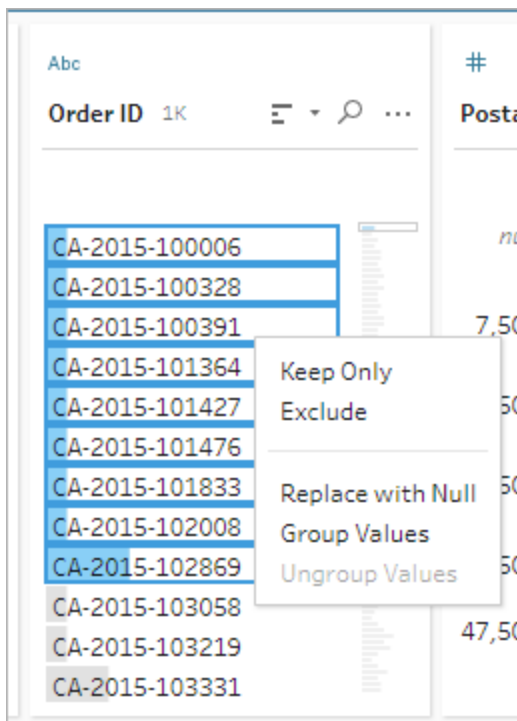 Abc
#
Order ID 1K
CA-2015-100006
CA-2015-100328
CA-2015-100391
7,50
CA-2015-101364
Keep Only
CA-2015-101427
Exclude
CA-2015-101476
CA-2015-101833
Replace with Null
CA-2015-102008
Group Values
CA-2015-102869
Ungroup Values
CA-2015-103058
CA-2015-103219
47,50
CA-2015-103331